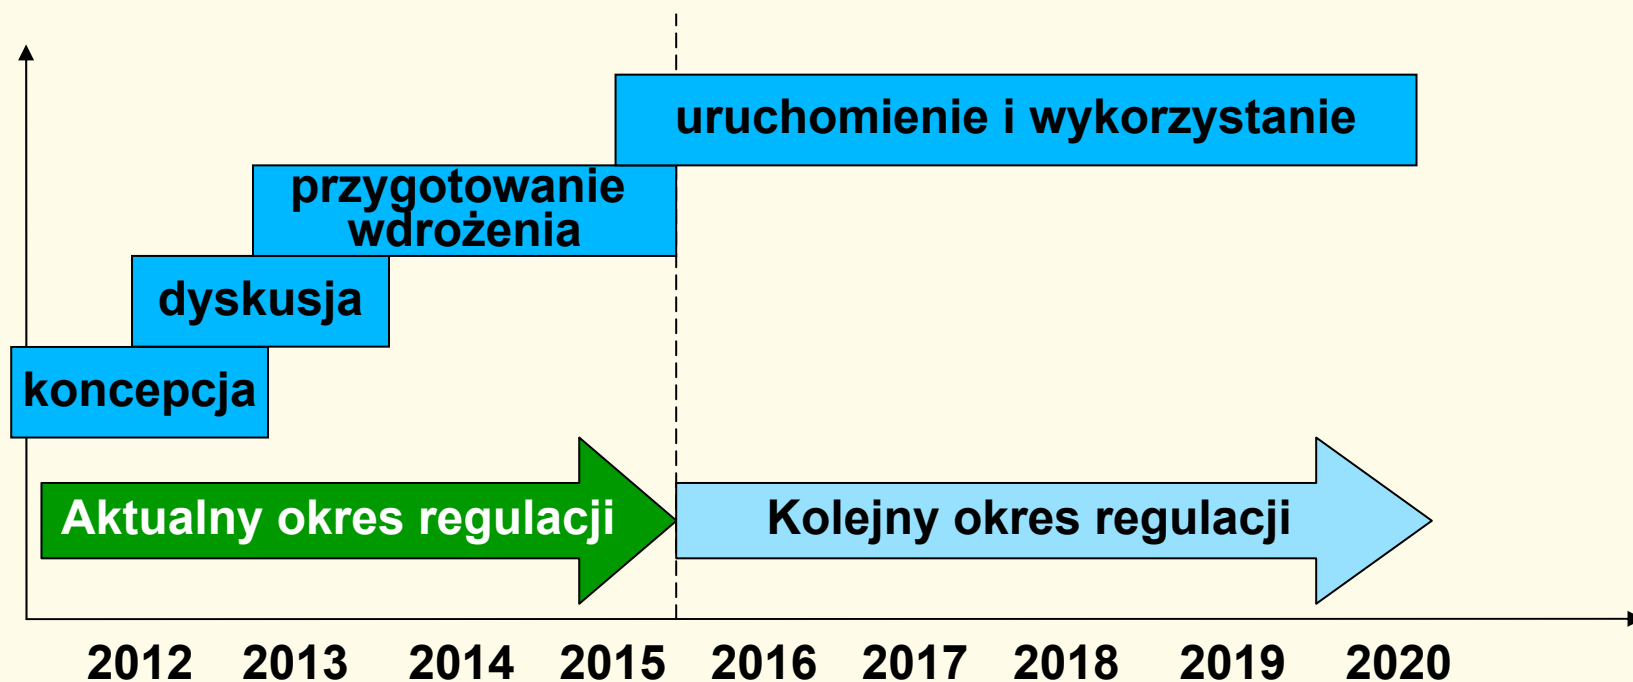 uruchomienie i wykorzystanie
przygotowanie
wdrożenia
dyskusja
koncepcja
Aktualny okres regulacji
Kolejny okres regulacji
2012 2013 2014 2015 2016 2017 2018 2019 2020